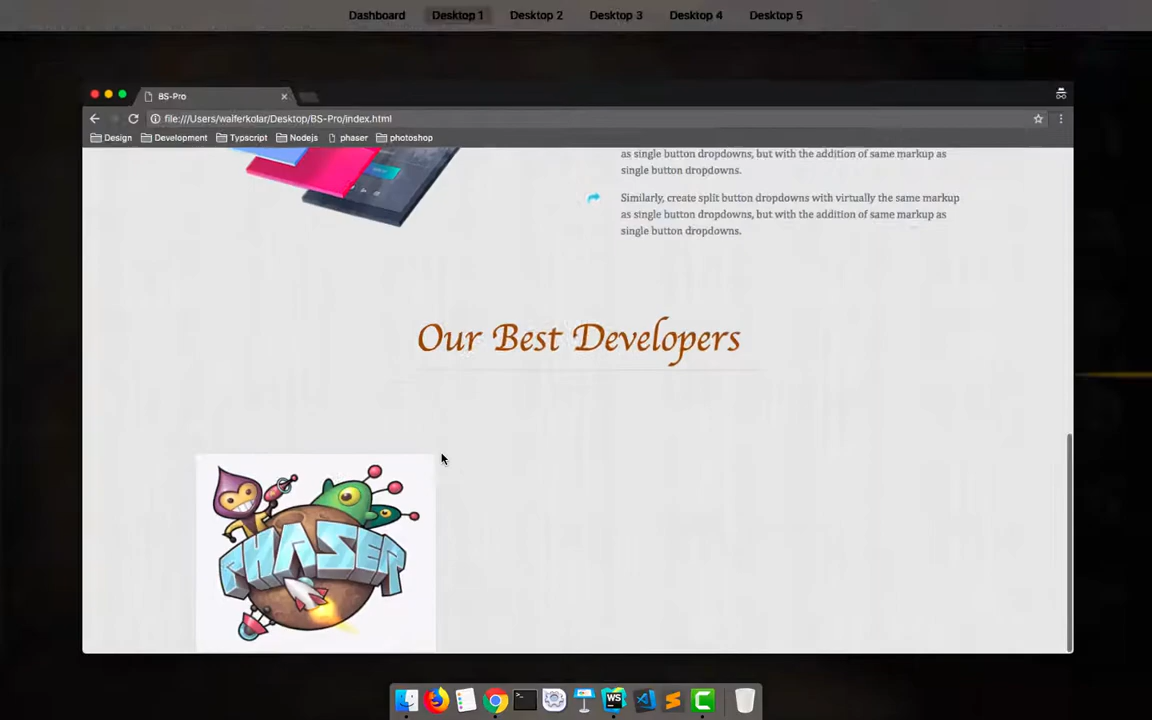 Dashboard Desktop 1 Desktop 2 Desktop 3 Desktop 4 Desktop 5
BS-Pro
file:///Users/waiferkolar/Desktop/BS-Pro/index.html
Design Development Typscript Nodejs phaser photoshop
as single button dropdowns, but with the addition of same markup as
single button dropdowns.
Similarly, create split button dropdowns with virtually the same markup
as single button dropdowns, but with the addition of same markup as
single button dropdowns.
Our Best Developers
PHASER
WS